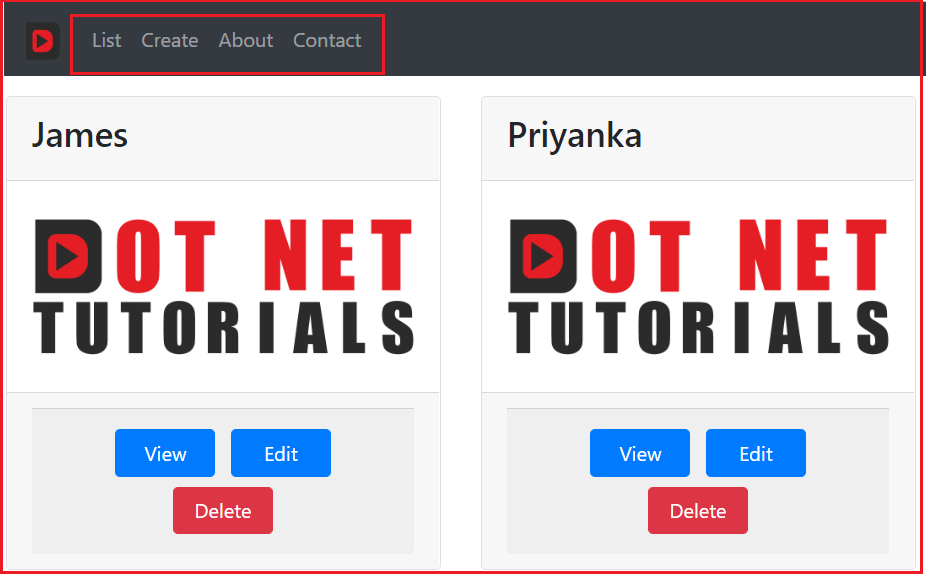 List Create About Contact
James
Priyanka
DOT NET
TUTORIALS
DOT NET
TUTORIALS
View Edit
Delete
View Edit
Delete